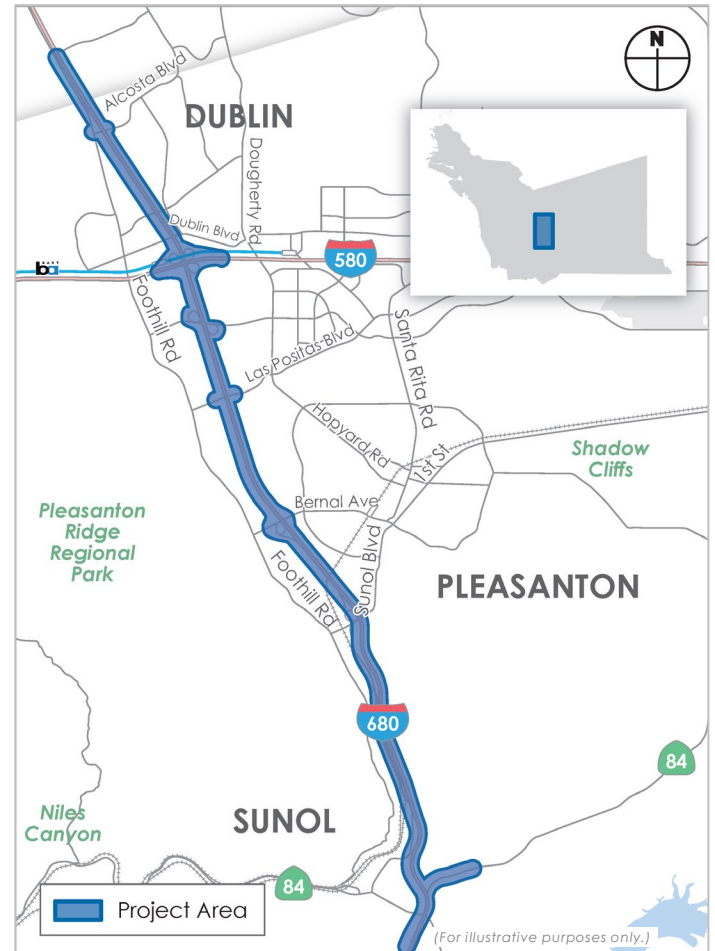 N
Alcosta Blvd
DUBLIN
Dougherty Rd
Dublin Blvd
580
ba
Foothill Rd
Santa Rita Rd
Las Positas Blvd
Hopyard Rd
1st St
Shadow
Cliffs
Bernal Ave
Pleasanton
Ridge
Regional
Park
Foothill Rd
Sunol Blvd
PLEASANTON
680
84
Niles
Canyon
SUNOL
84
Project Area
(For illustrative purposes only.)